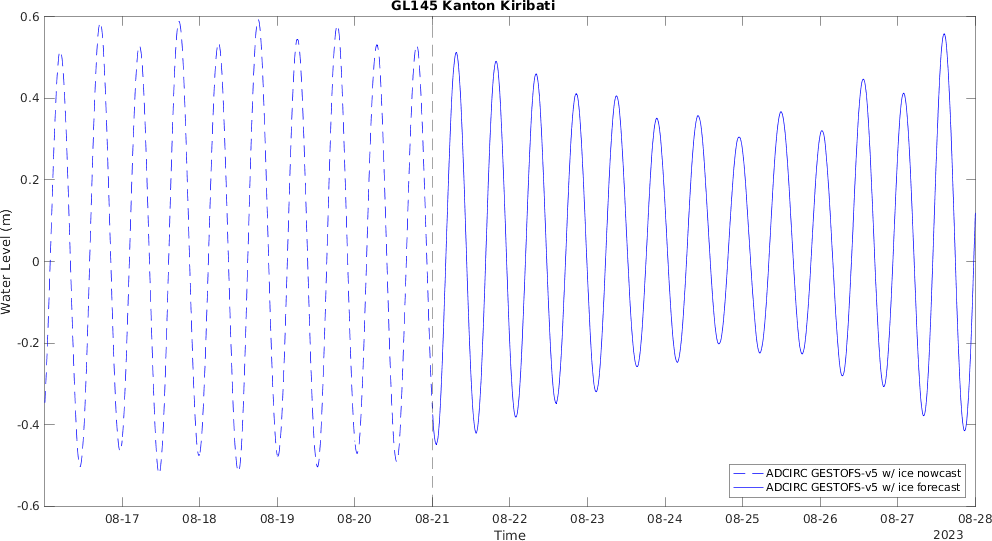 GL145 Kanton Kiribati
0.6
0.4
0.2
0
-0.2
-0.4
-0.6
Water Level (m)
ADCIRC GESTOFS-v5 w/ ice nowcast
ADCIRC GESTOFS-v5 w/ ice forecast
08-17 08-18 08-19 08-20 08-21 08-22 08-23 08-24 08-25 08-26 08-27 08-28
Time
2023